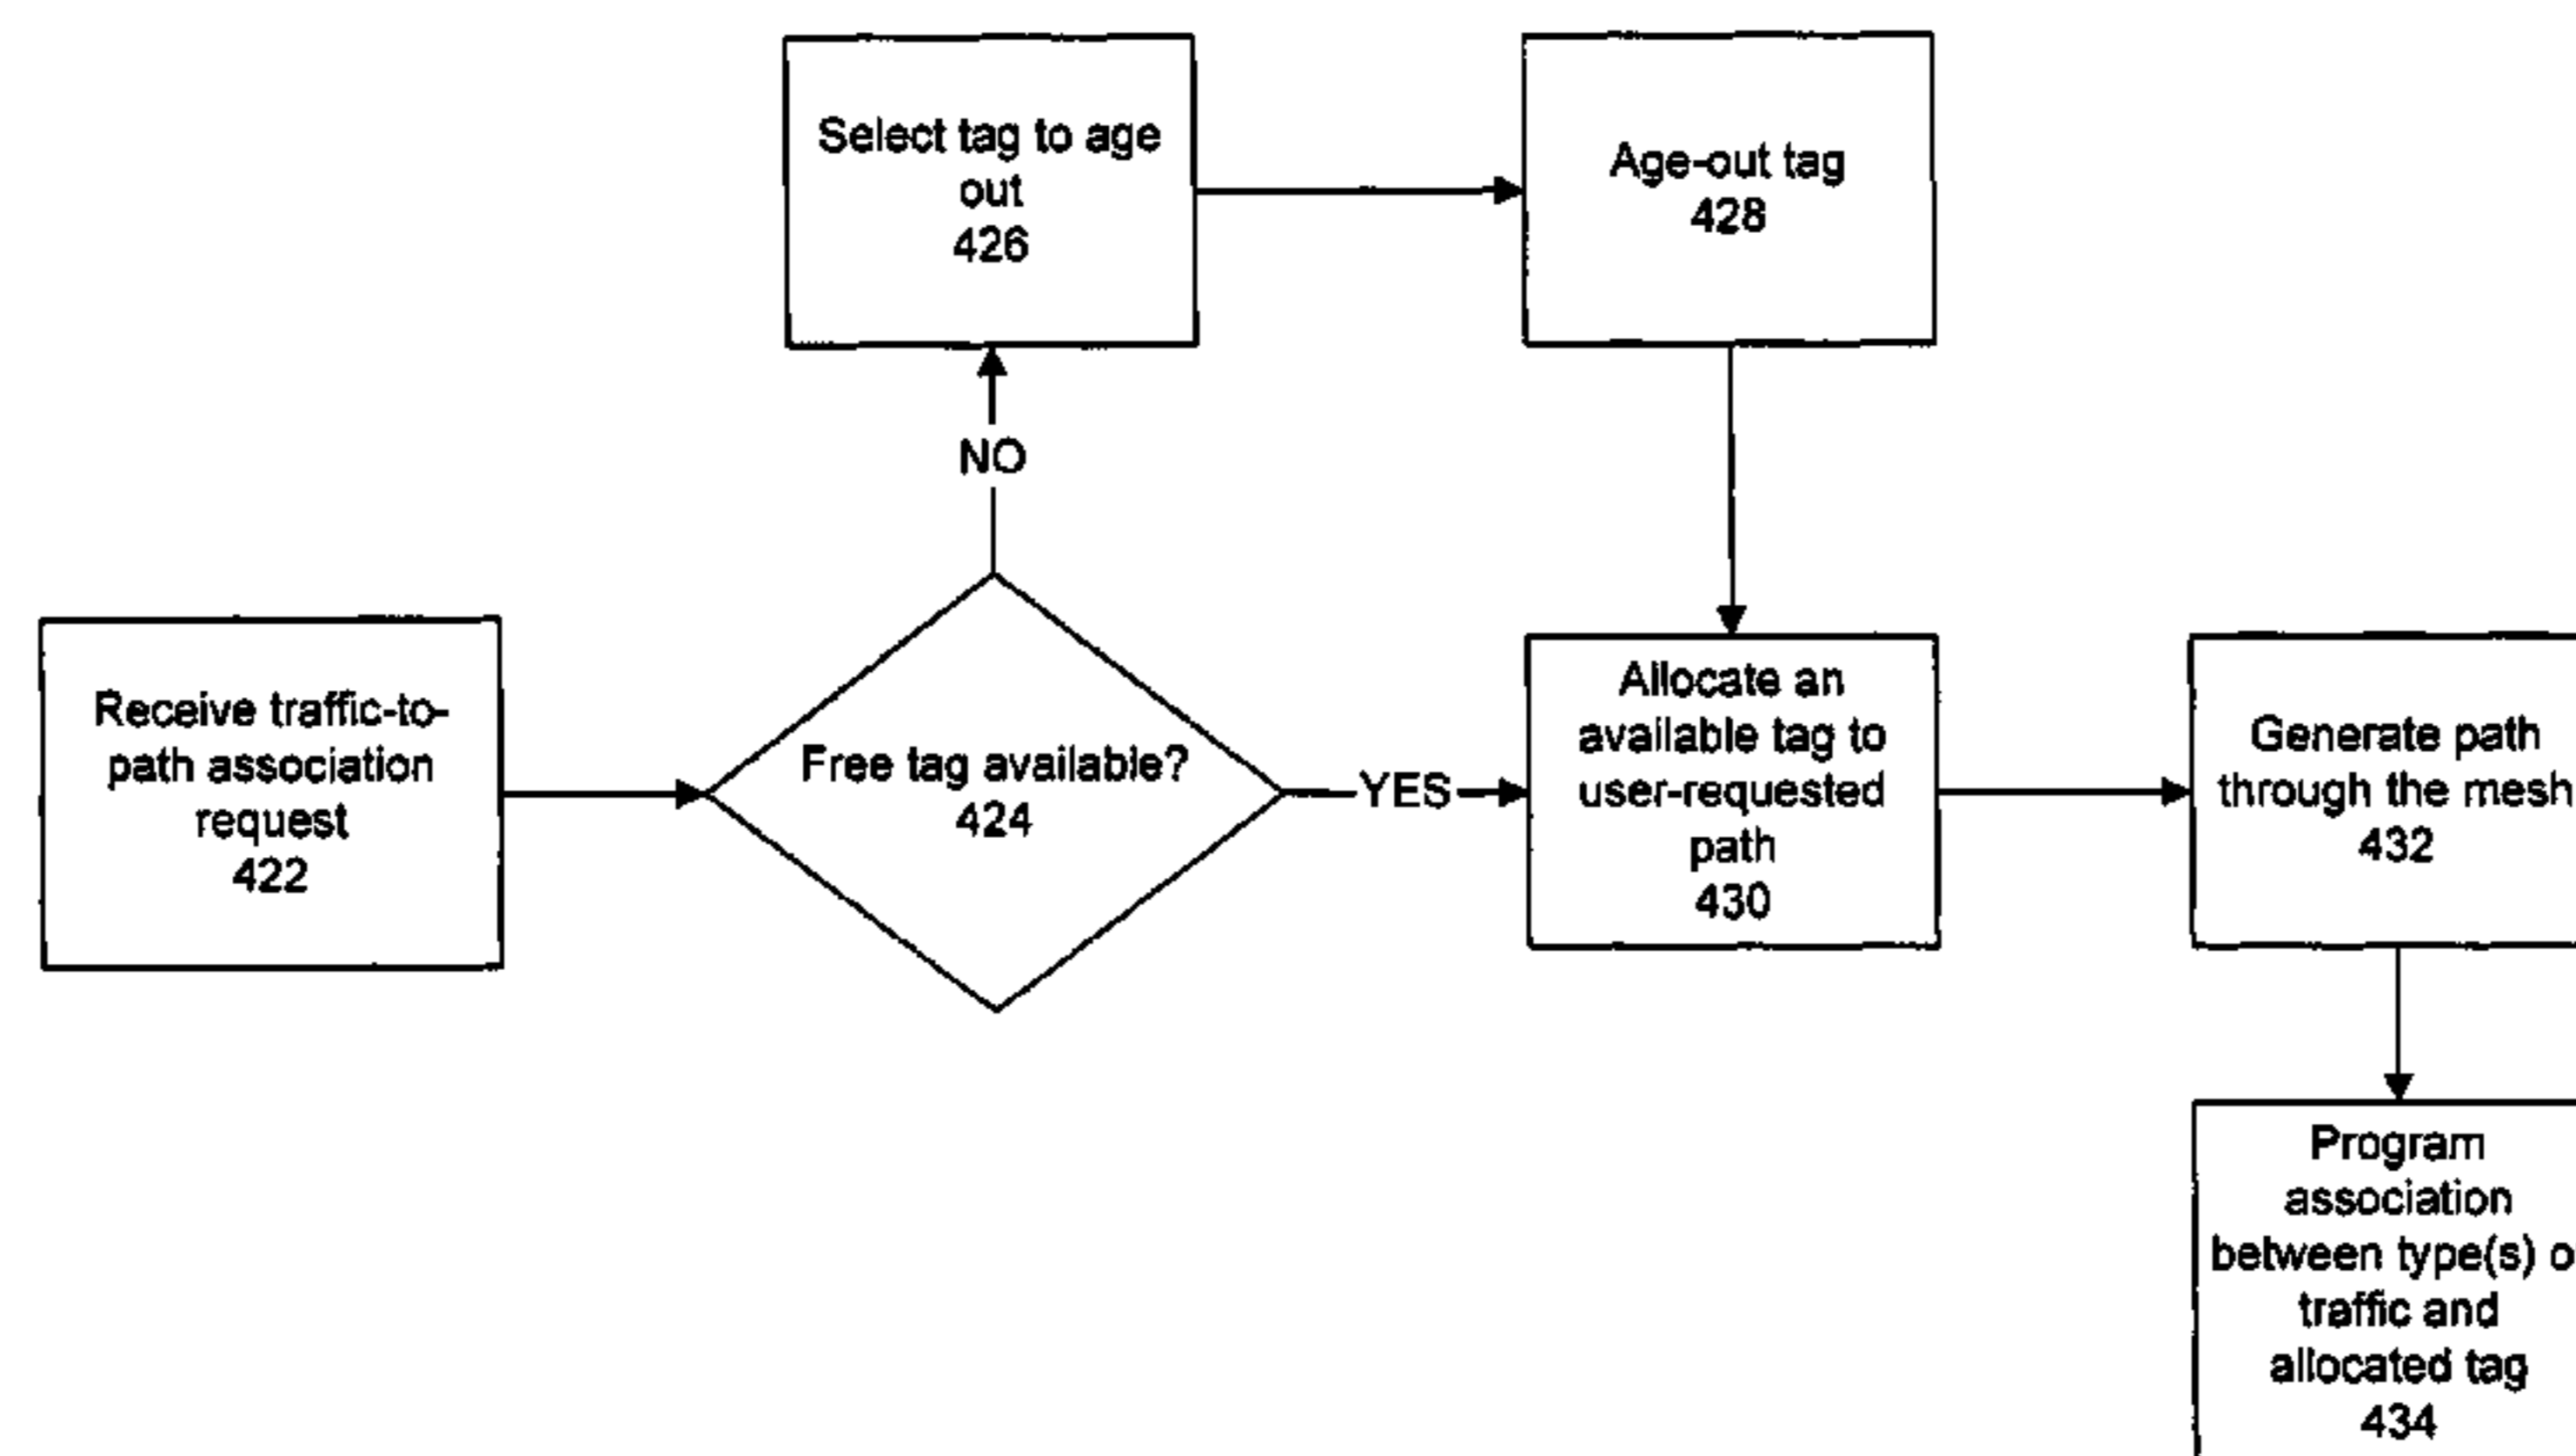 Select tag to age
out
426
Age-out tag
428
NO
Receive traffic-to-
path association
request
422
Free tag available?
424
YES
Allocate an
available tag to
user-requested
path
430
Generate path
through the mesh
432
Program
association
between type(s) o
traffic and
allocated tag
434